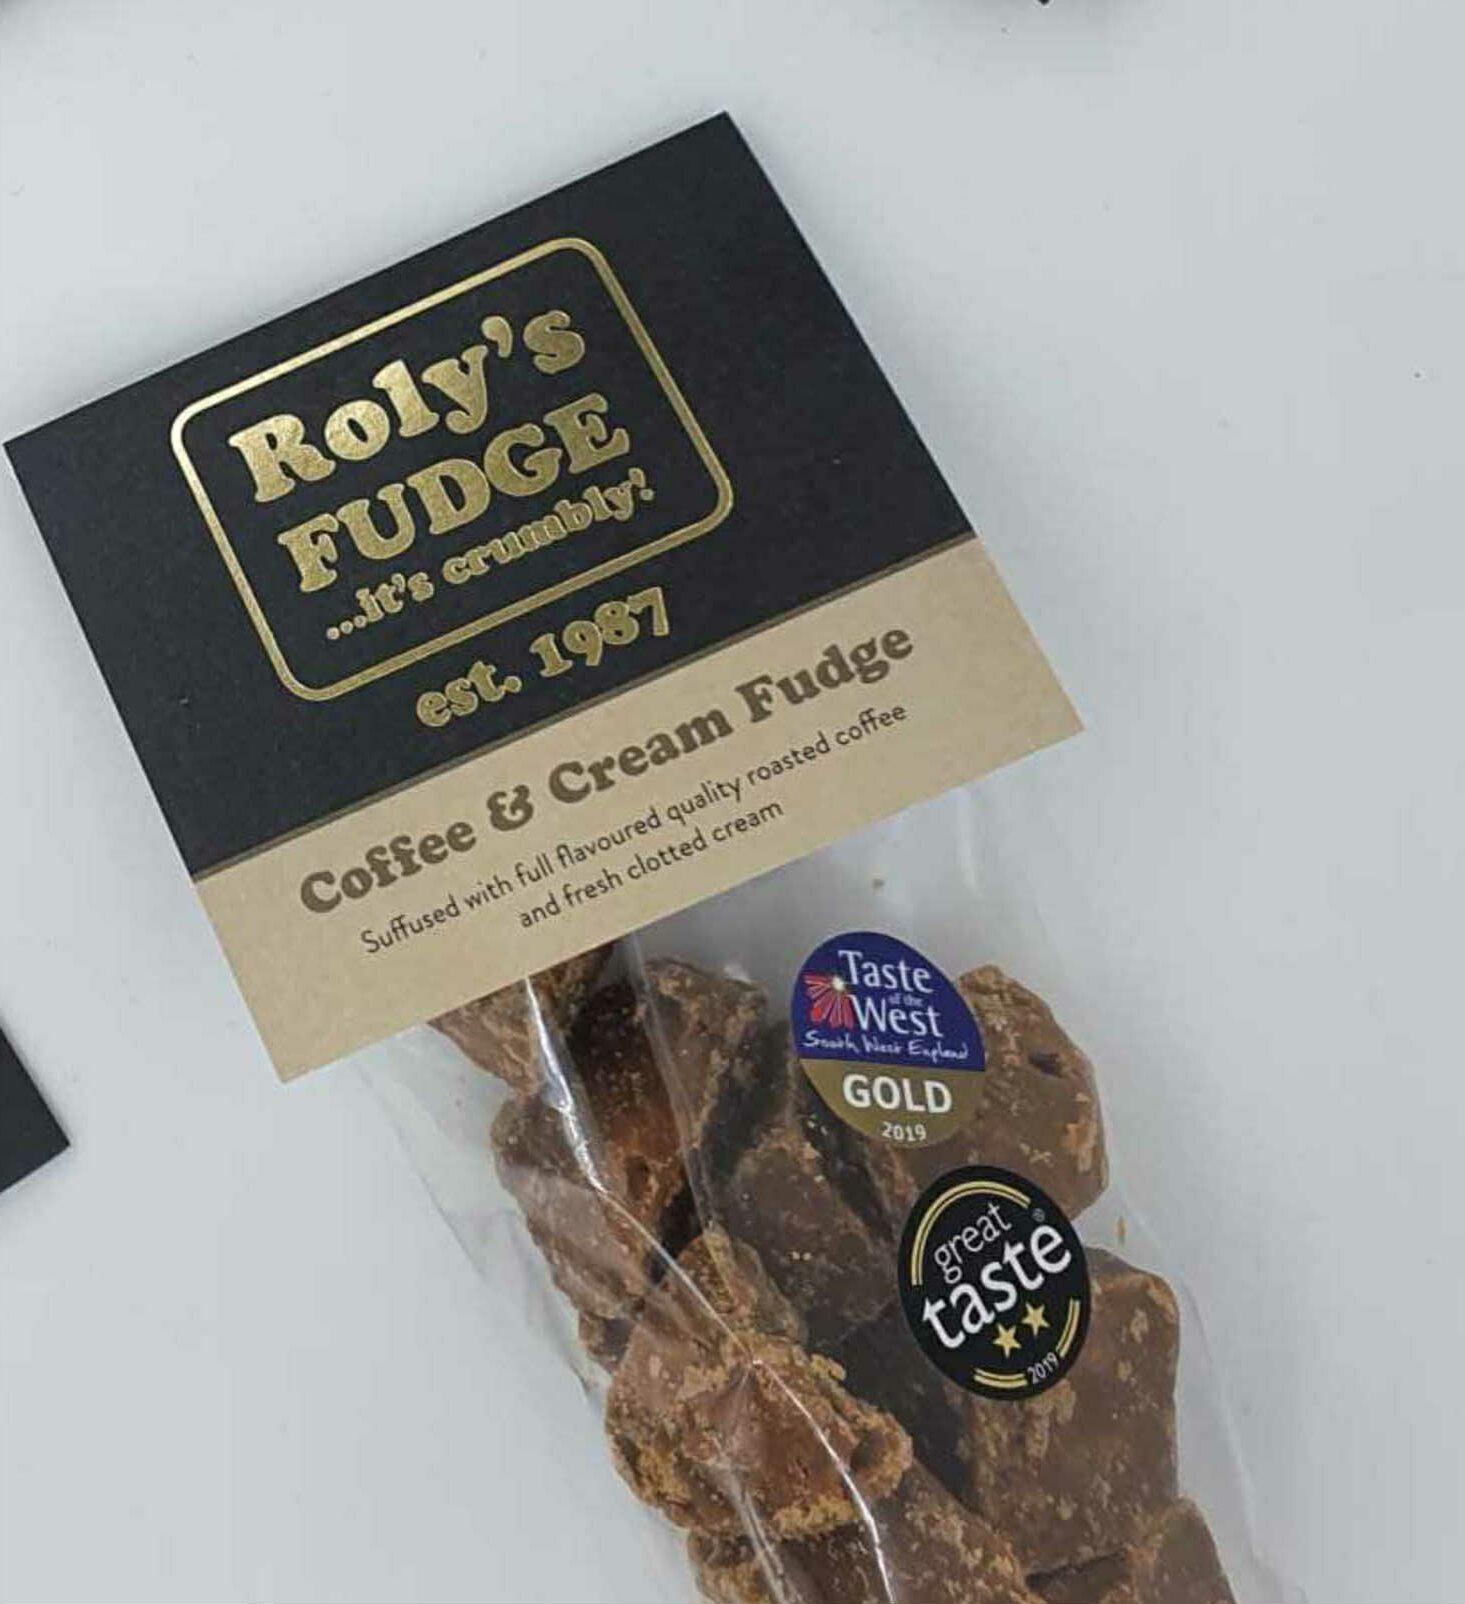 Roly's
FUDGE
...it's crumbly!
est. 1987
Coffee & Cream Fudge
Suffused with full flavoured quality roasted coffee
and fresh clotted cream
Taste
of the
West
South West England
GOLD
2019
great
taste®
2019